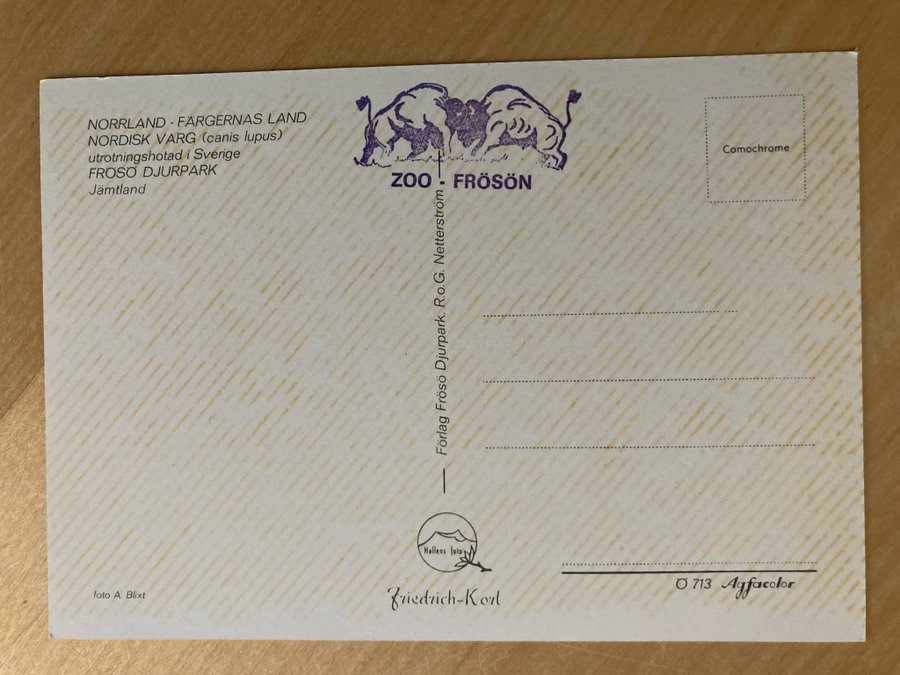 NORRLAND - FÄRGERNAS LAND
NORDISK VARG (canis lupus)
utrotningshotad i Sverige
FRÖSÖ DJURPARK
Jämtland
ZOO - FRÖSÖN
Comochrome
Förlag Frösö Djurpark. R.o.G. Netterström
Hallens foto
Friedrich-Kort
foto A. Blixt
Ö 713 Agfacolor